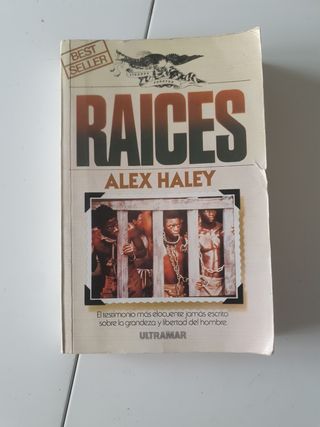 BEST
SELLER
RAICES
ALEX HALEY
El testimonio más elocuente jamás escrito
sobre la grandeza y libertad del hombre
ULTRAMAR